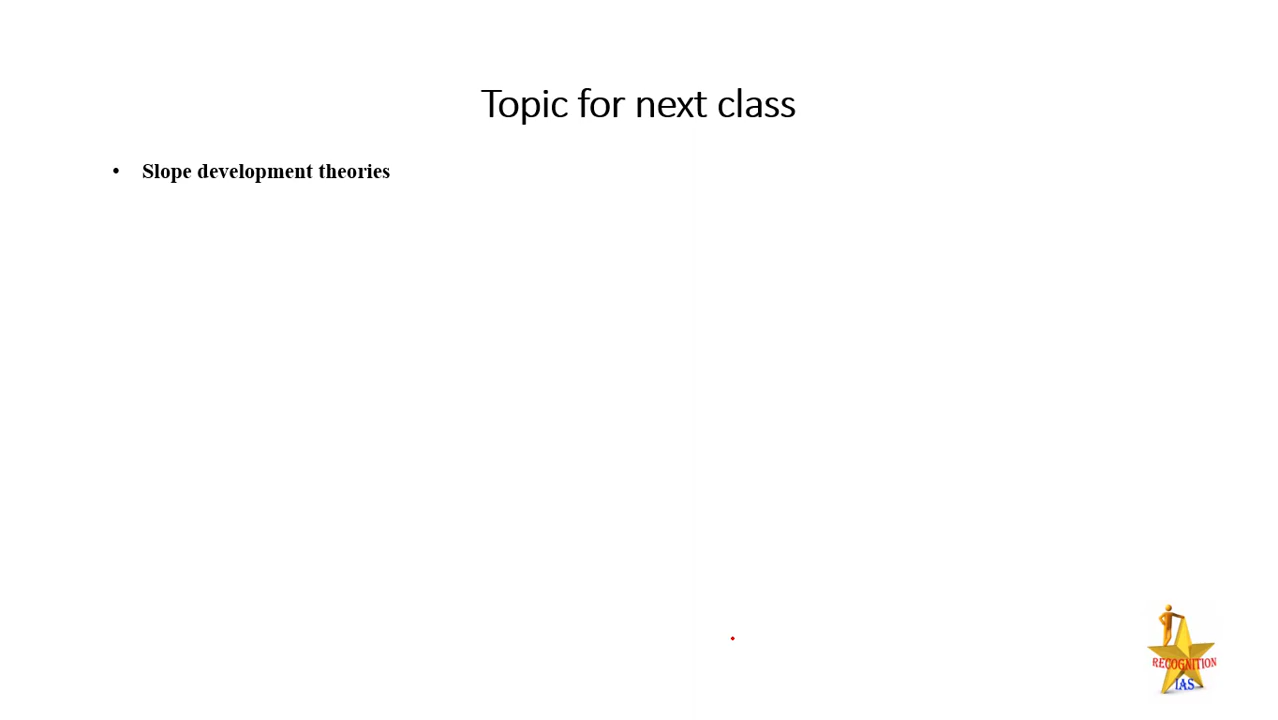 Topic for next class
• Slope development theories
RECOGNITION
IAS